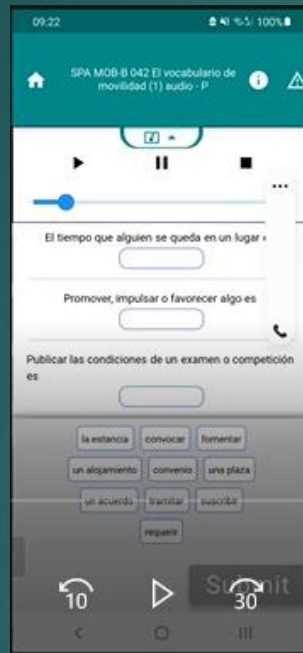 09:22
100%
SPA MOB-B 042 El vocabulario de
movilidad (1) audio - P
El tiempo que alguien se queda en un lugar
Promover, impulsar o favorecer algo es
Publicar las condiciones de un examen o competición
es
la estancia convocar fomentar
un alojamiento convenio una plaza
un acuerdo tramitar suscribir
requerir
Submit
10
30